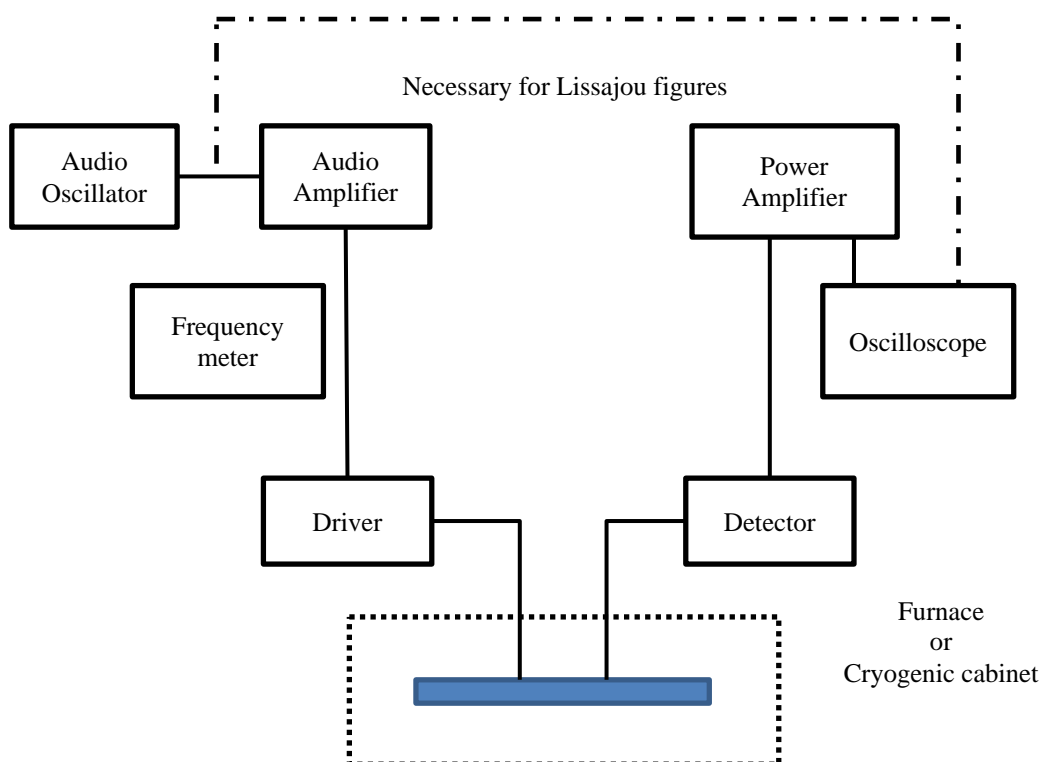 Necessary for Lissajou figures
Audio
Oscillator
Audio
Amplifier
Power
Amplifier
Frequency
meter
Oscilloscope
Driver
Detector
Furnace
or
Cryogenic cabinet